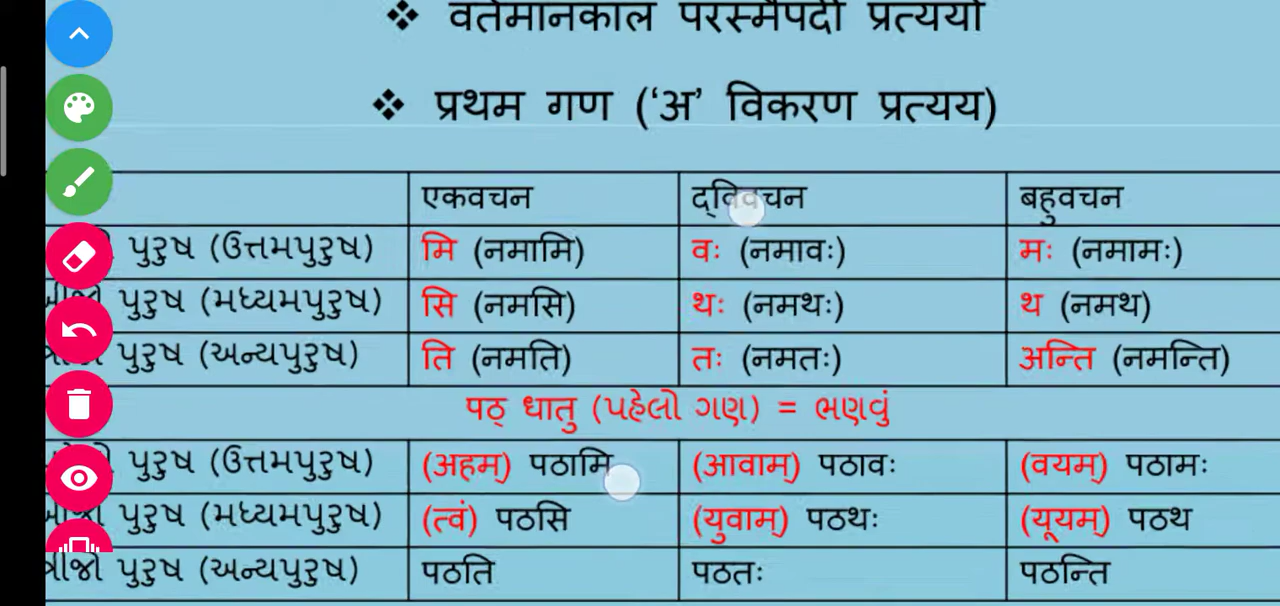 ❖ वर्तमानकाल परस्मैपदी प्रत्ययो
❖ प्रथम गण (‘अ’ विकरण प्रत्यय)
एकवचन द्विवचन बहुवचन
પુરુષ (ઉત્તમપુરુષ) मि (नमामि) वः (नमावः) मः (नमामः)
પુરુષ (મધ્યમપુરુષ) सि (नमसि) थः (नमथः) थ (नमथ)
પુરુષ (અન્યપુરુષ) ति (नमति) तः (नमतः) अन्ति (नमन्ति)
पठ् धातु (પહેલો ગણ) = ભણવું
પુરુષ (ઉત્તમપુરુષ) (अहम्) पठामि (आवाम्) पठावः (वयम्) पठामः
પુરુષ (મધ્યમપુરુષ) (त्वं) पठसि (युवाम्) पठथः (यूयम्) पठथ
ત્રીજો પુરુષ (અન્યપુરુષ) पठति पठतः पठन्ति